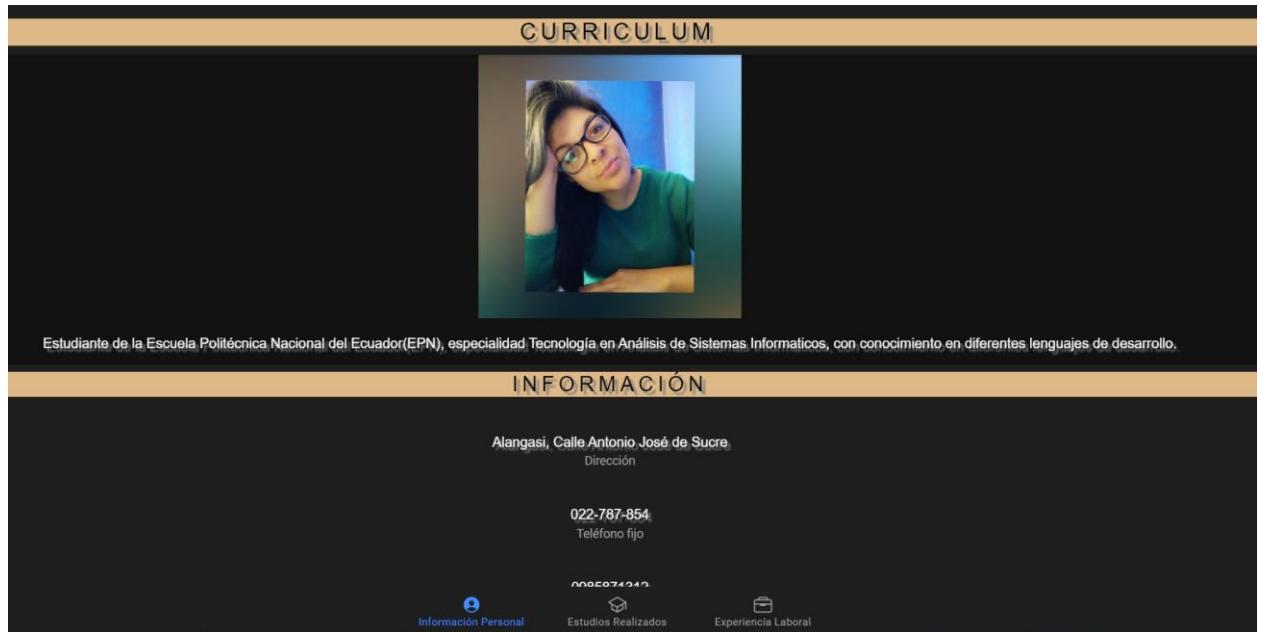 CURRICULUM
Estudiante de la Escuela Politécnica Nacional del Ecuador(EPN), especialidad Tecnología en Análisis de Sistemas Informaticos, con conocimiento en diferentes lenguajes de desarrollo.
INFORMACIÓN
Alangasi, Calle Antonio José de Sucre
Dirección
022-787-854
Teléfono fijo
Información Personal Estudios Realizados Experiencia Laboral